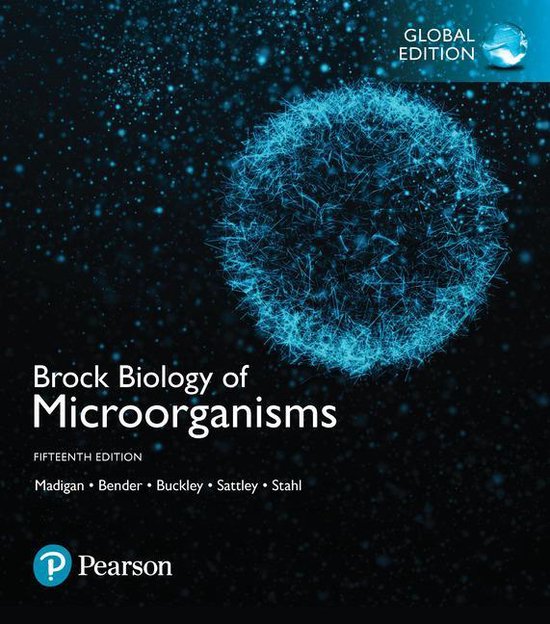 GLOBAL
EDITION
Brock Biology of
Microorganisms
FIFTEENTH EDITION
Madigan • Bender • Buckley • Sattley • Stahl
P Pearson